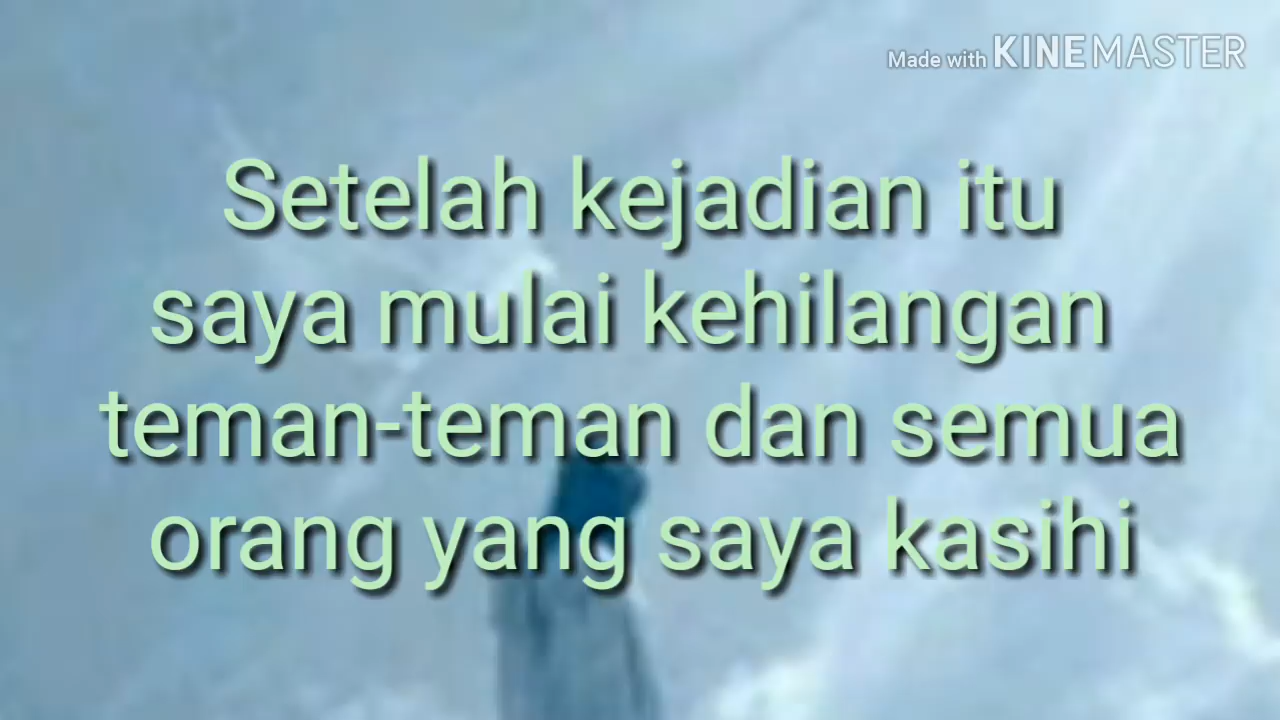 Made with KINEMASTER
Setelah kejadian itu
saya mulai kehilangan
teman-teman dan semua
orang yang saya kasihi